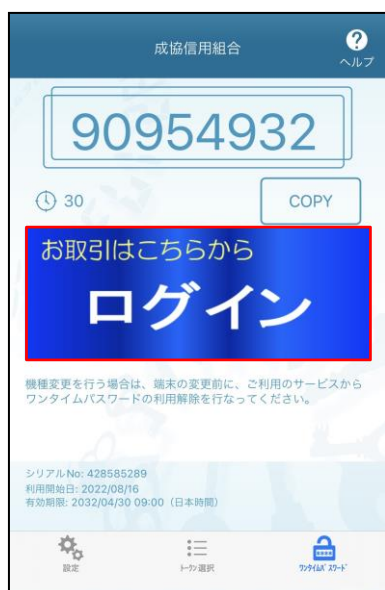 成協信用組合
?
ヘルプ
90954932
30
COPY
お取引はこちらから
ログイン
機種変更を行う場合は、端末の変更前に、ご利用のサービスから
ワンタイムパスワードの利用解除を行なってください。
シリアルNo: 428585289
利用開始日: 2022/08/16
有効期限: 2032/04/30 09:00（日本時間）
設定
ﾄｰｸﾝ選択
ﾜﾝﾀｲﾑﾊﾟｽﾜｰﾄﾞ